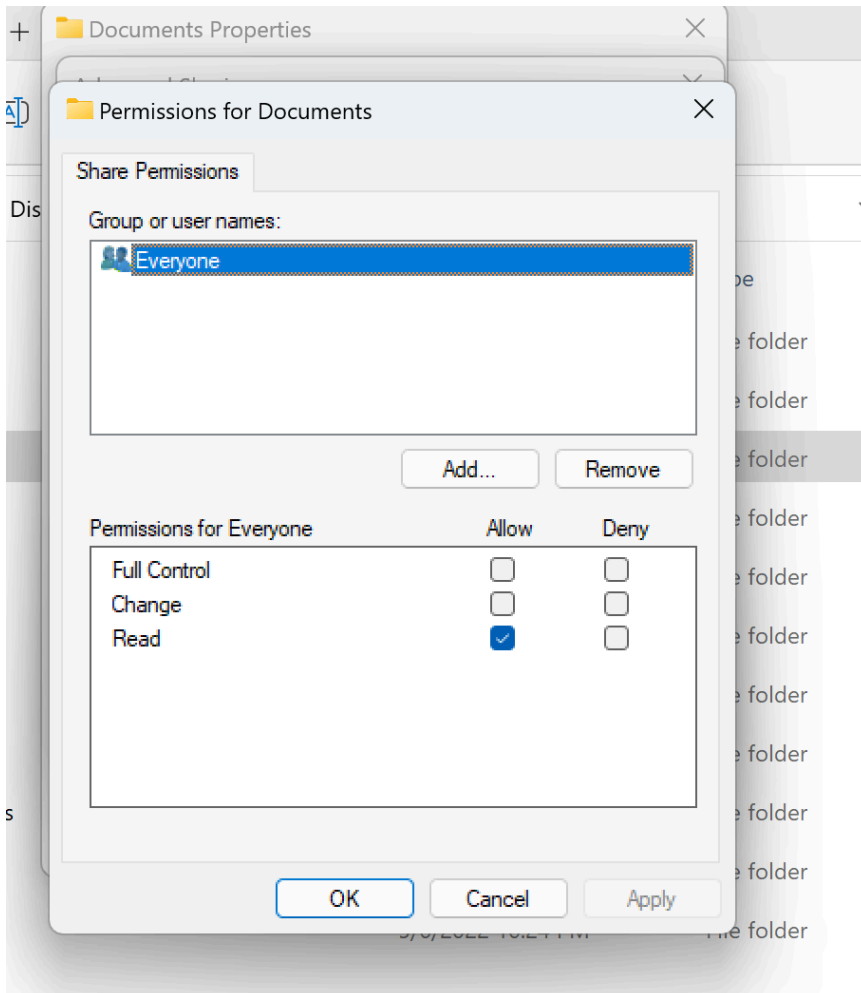 Documents Properties
Permissions for Documents
Share Permissions
Dis
Group or user names:
Everyone
pe
e folder
e folder
Add... Remove
e folder
Permissions for Everyone Allow Deny
e folder
Full Control
e folder
Change
Read
e folder
e folder
e folder
s
e folder
e folder
OK Cancel Apply
File folder